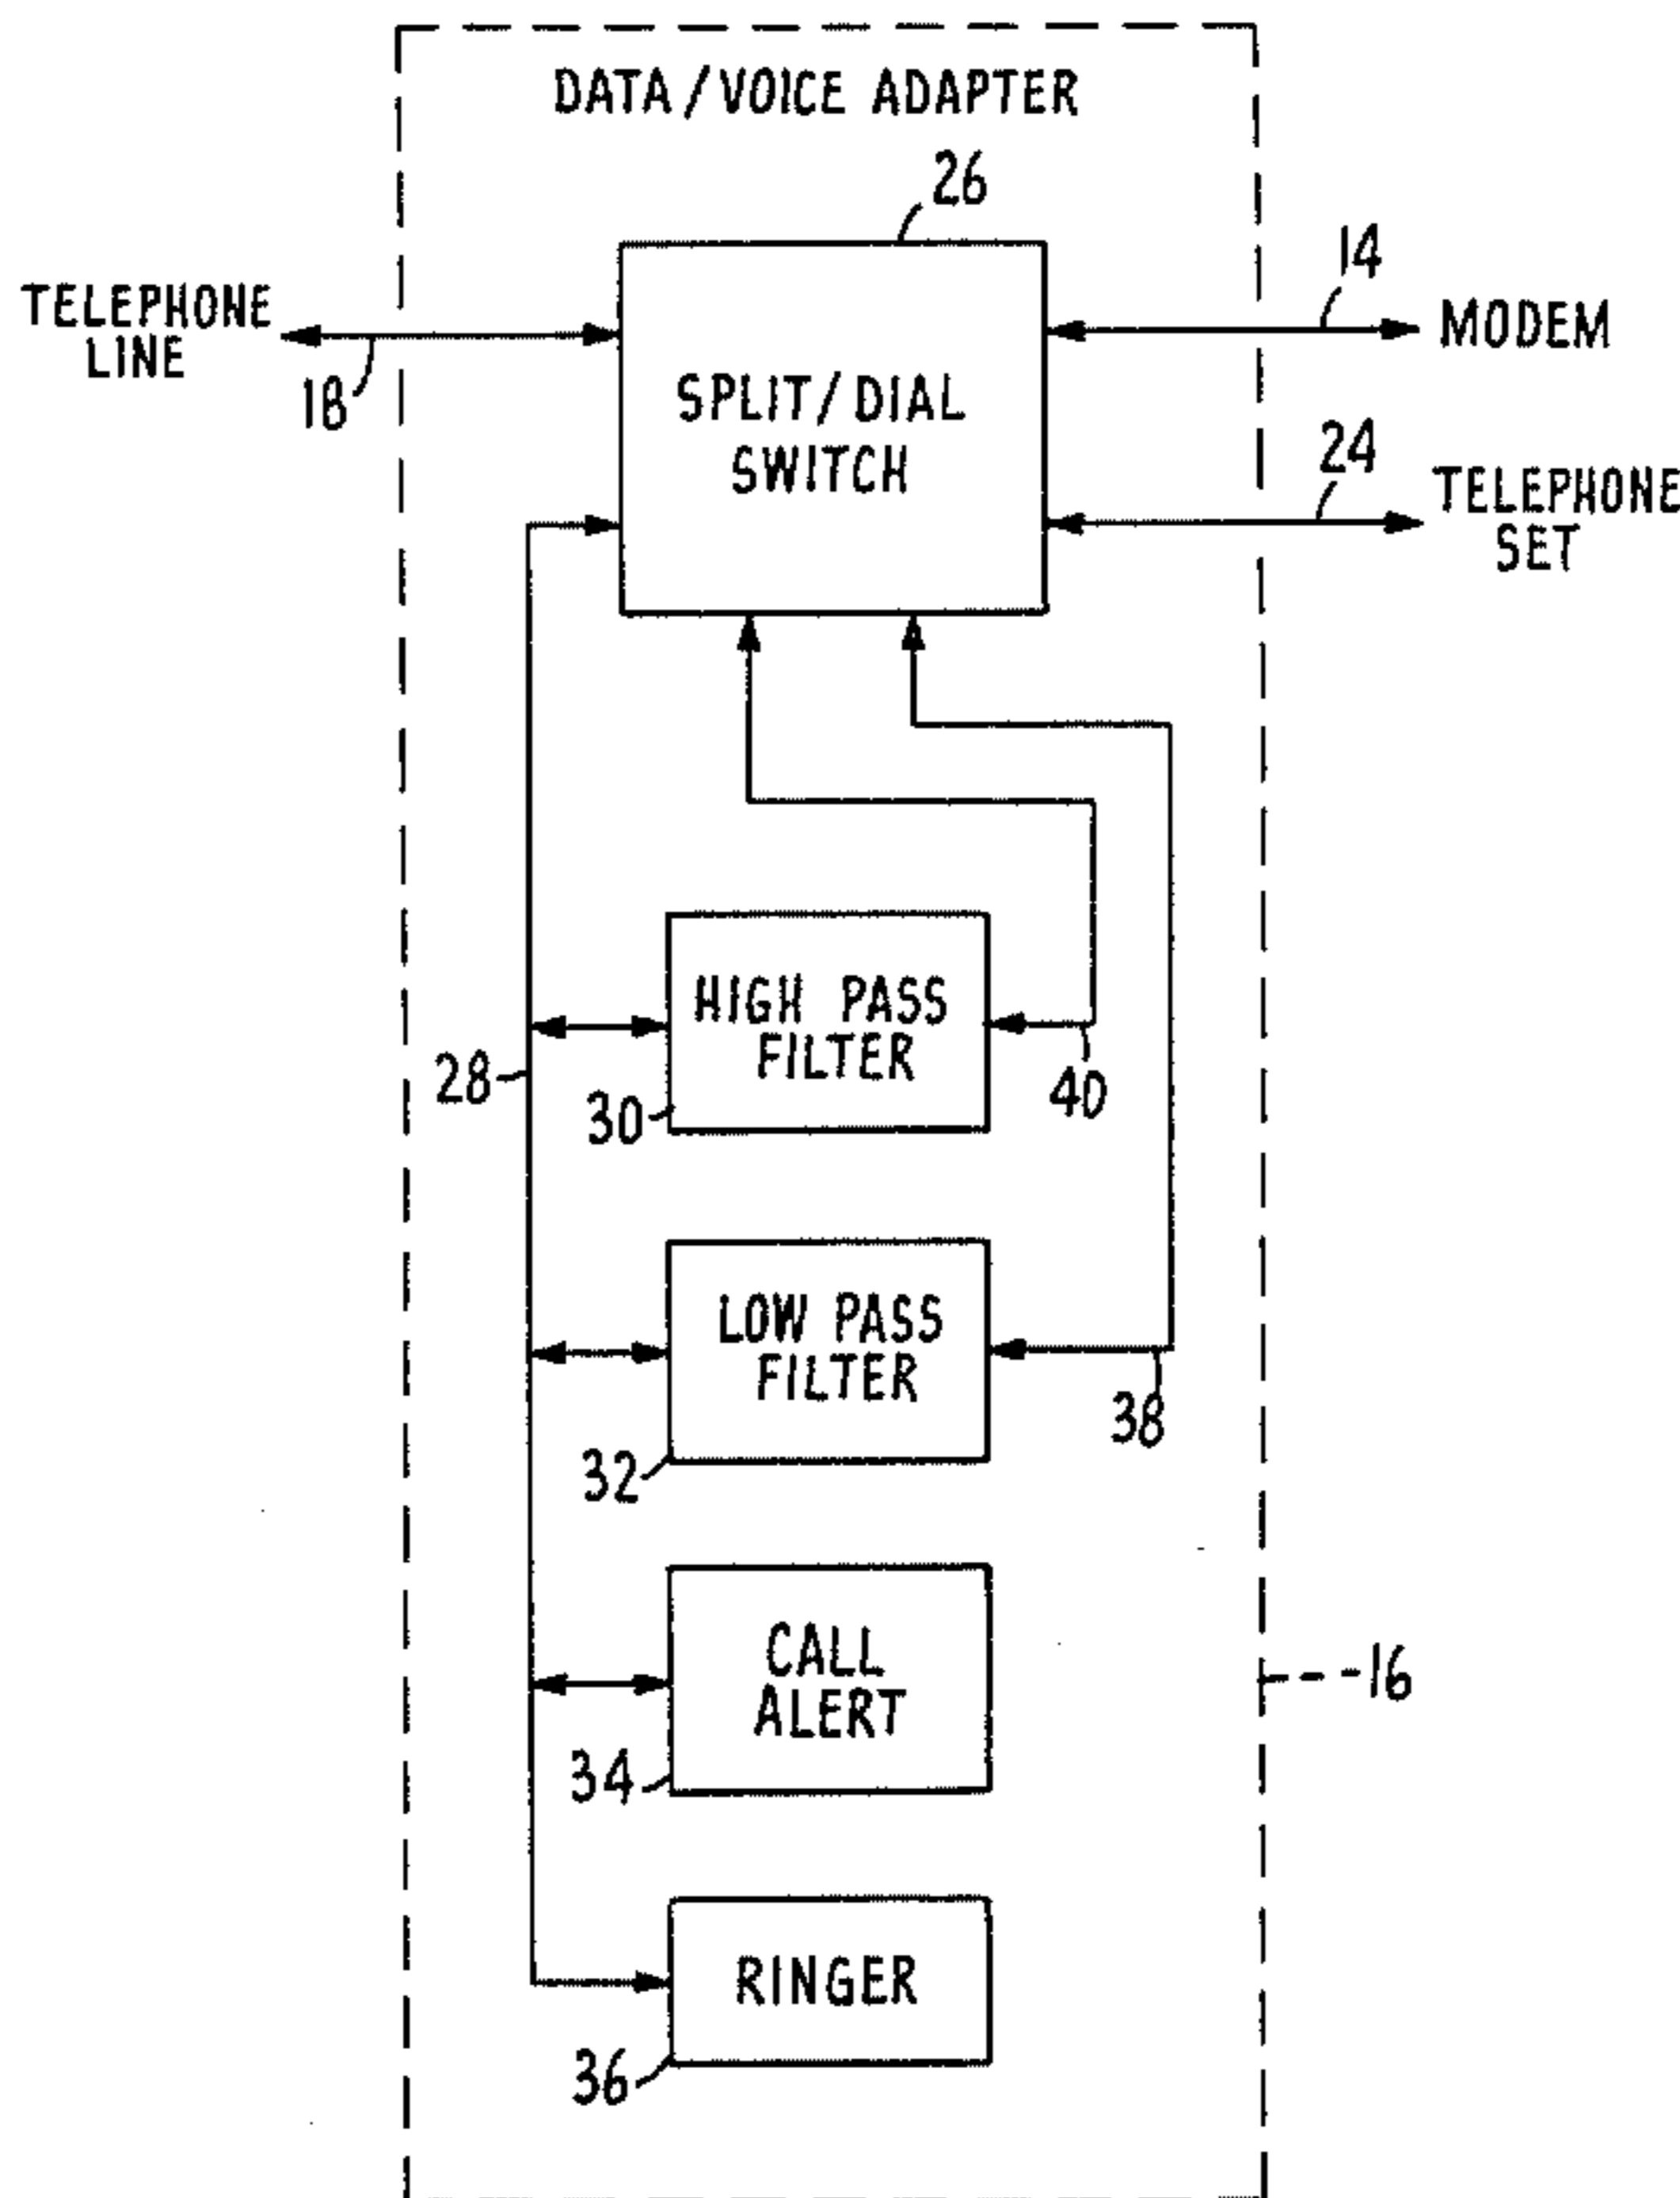 DATA/VOICE ADAPTER
26
14
TELEPHONE
LINE
18
MODEM
SPLIT/DIAL
SWITCH
24
TELEPHONE
SET
HIGH PASS
FILTER
28
30
40
LOW PASS
FILTER
38
32
CALL
ALERT
16
34
RINGER
36